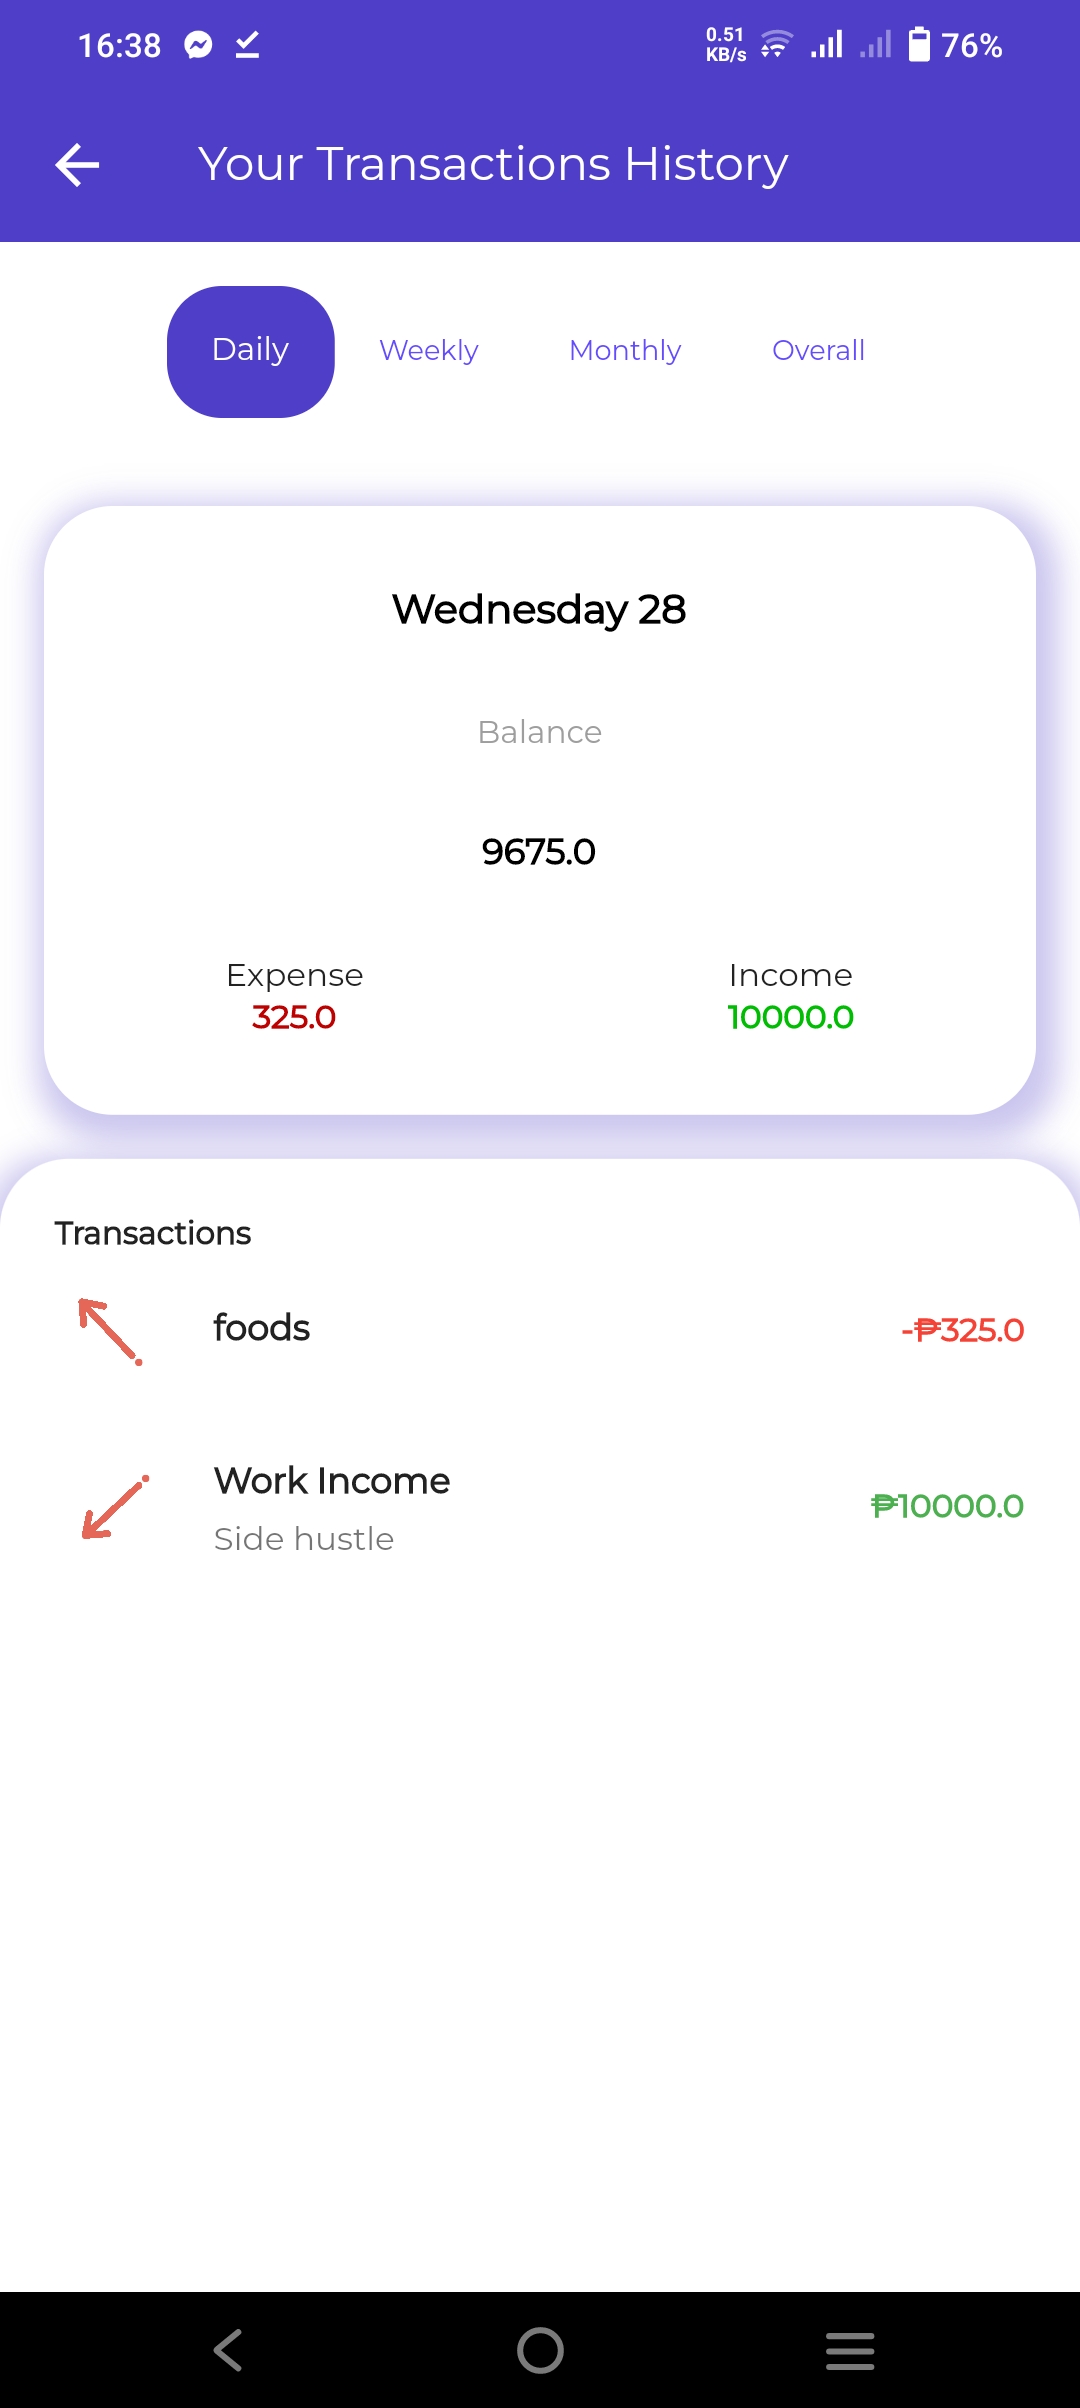 16:38 0.51 KB/s 76%
Your Transactions History
Daily Weekly Monthly Overall
Wednesday 28
Balance
9675.0
Expense Income
325.0 10000.0
Transactions
foods -₱325.0
Work Income
₱10000.0
Side hustle